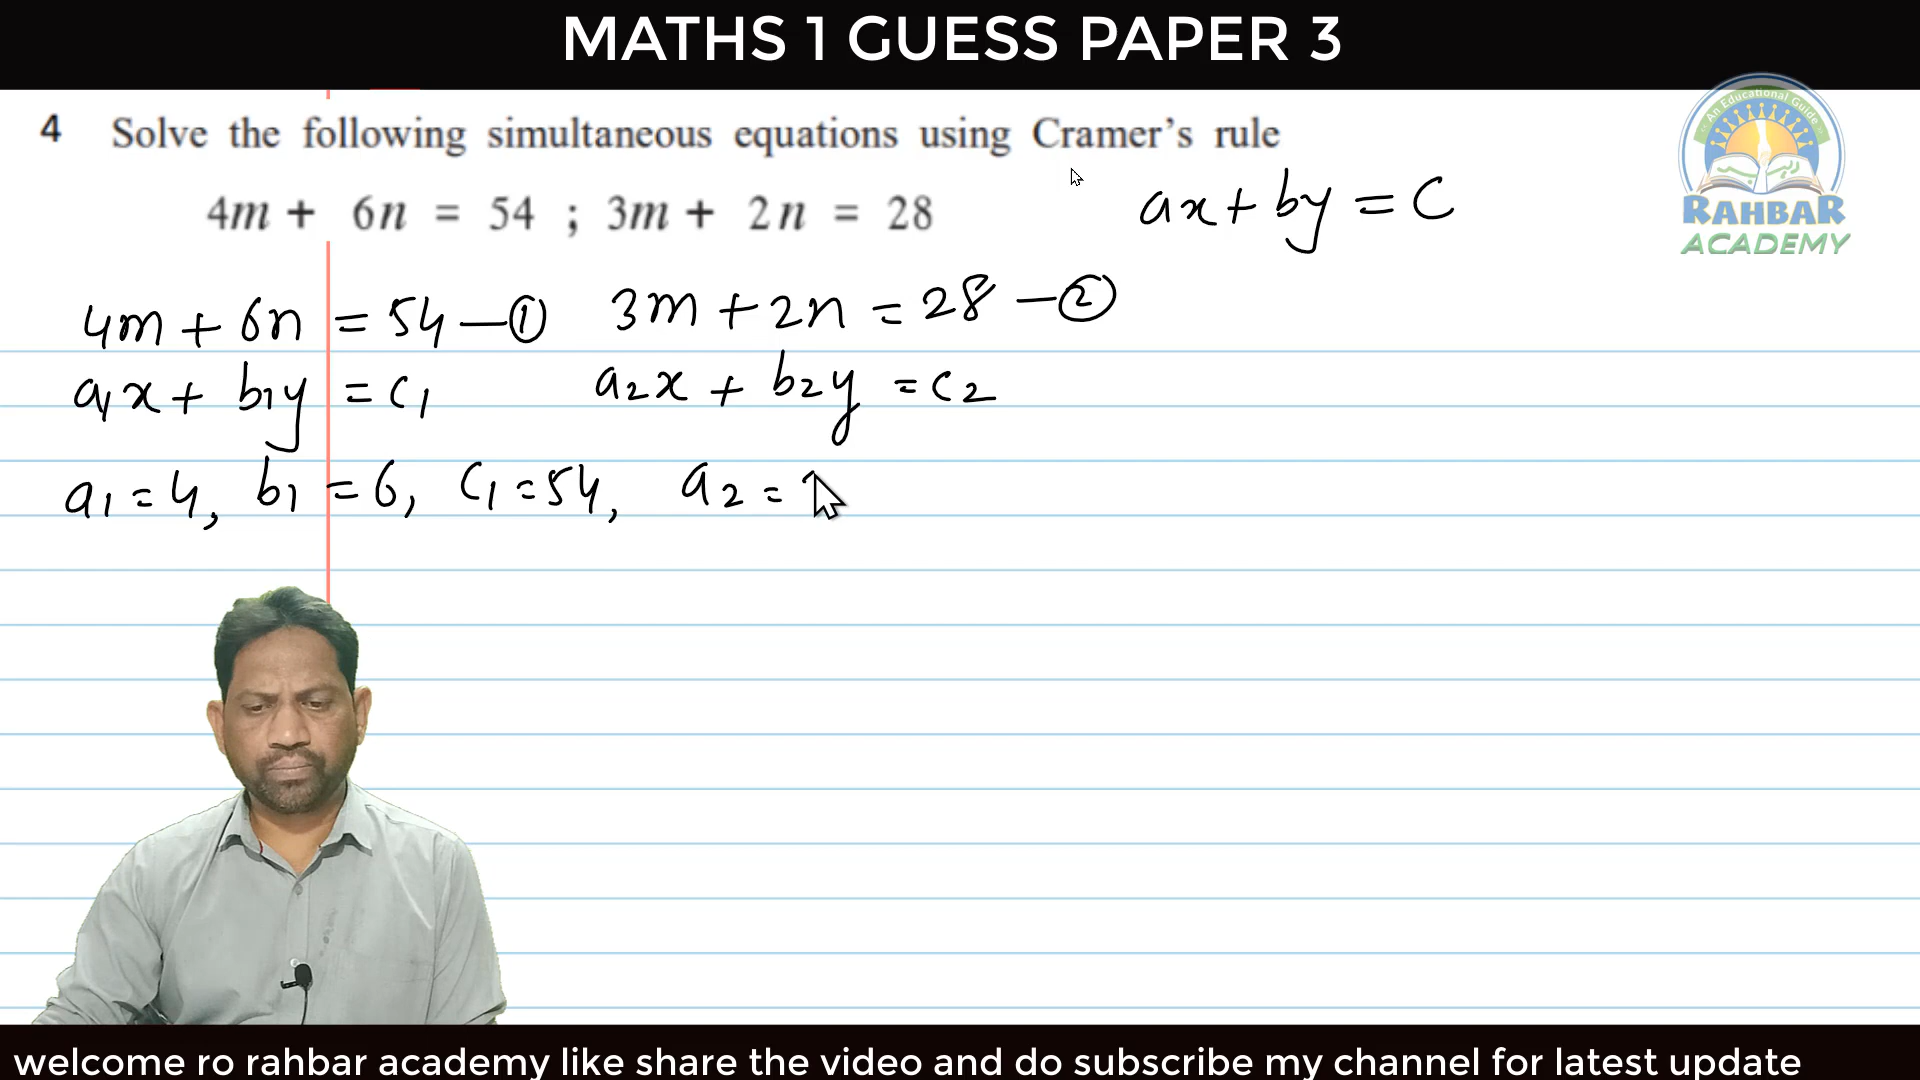 MATHS 1 GUESS PAPER 3
An Educational Guide
RAHBAR
ACADEMY
4 Solve the following simultaneous equations using Cramer's rule
4m + 6n = 54 ; 3m + 2n = 28
ax + by = C
4m + 6n = 54 — ① 3m + 2n = 28 — ②
a1x + b1y = c1 a2x + b2y = c2
a1 = 4, b1 = 6, c1 = 54, a2 =
welcome ro rahbar academy like share the video and do subscribe my channel for latest update